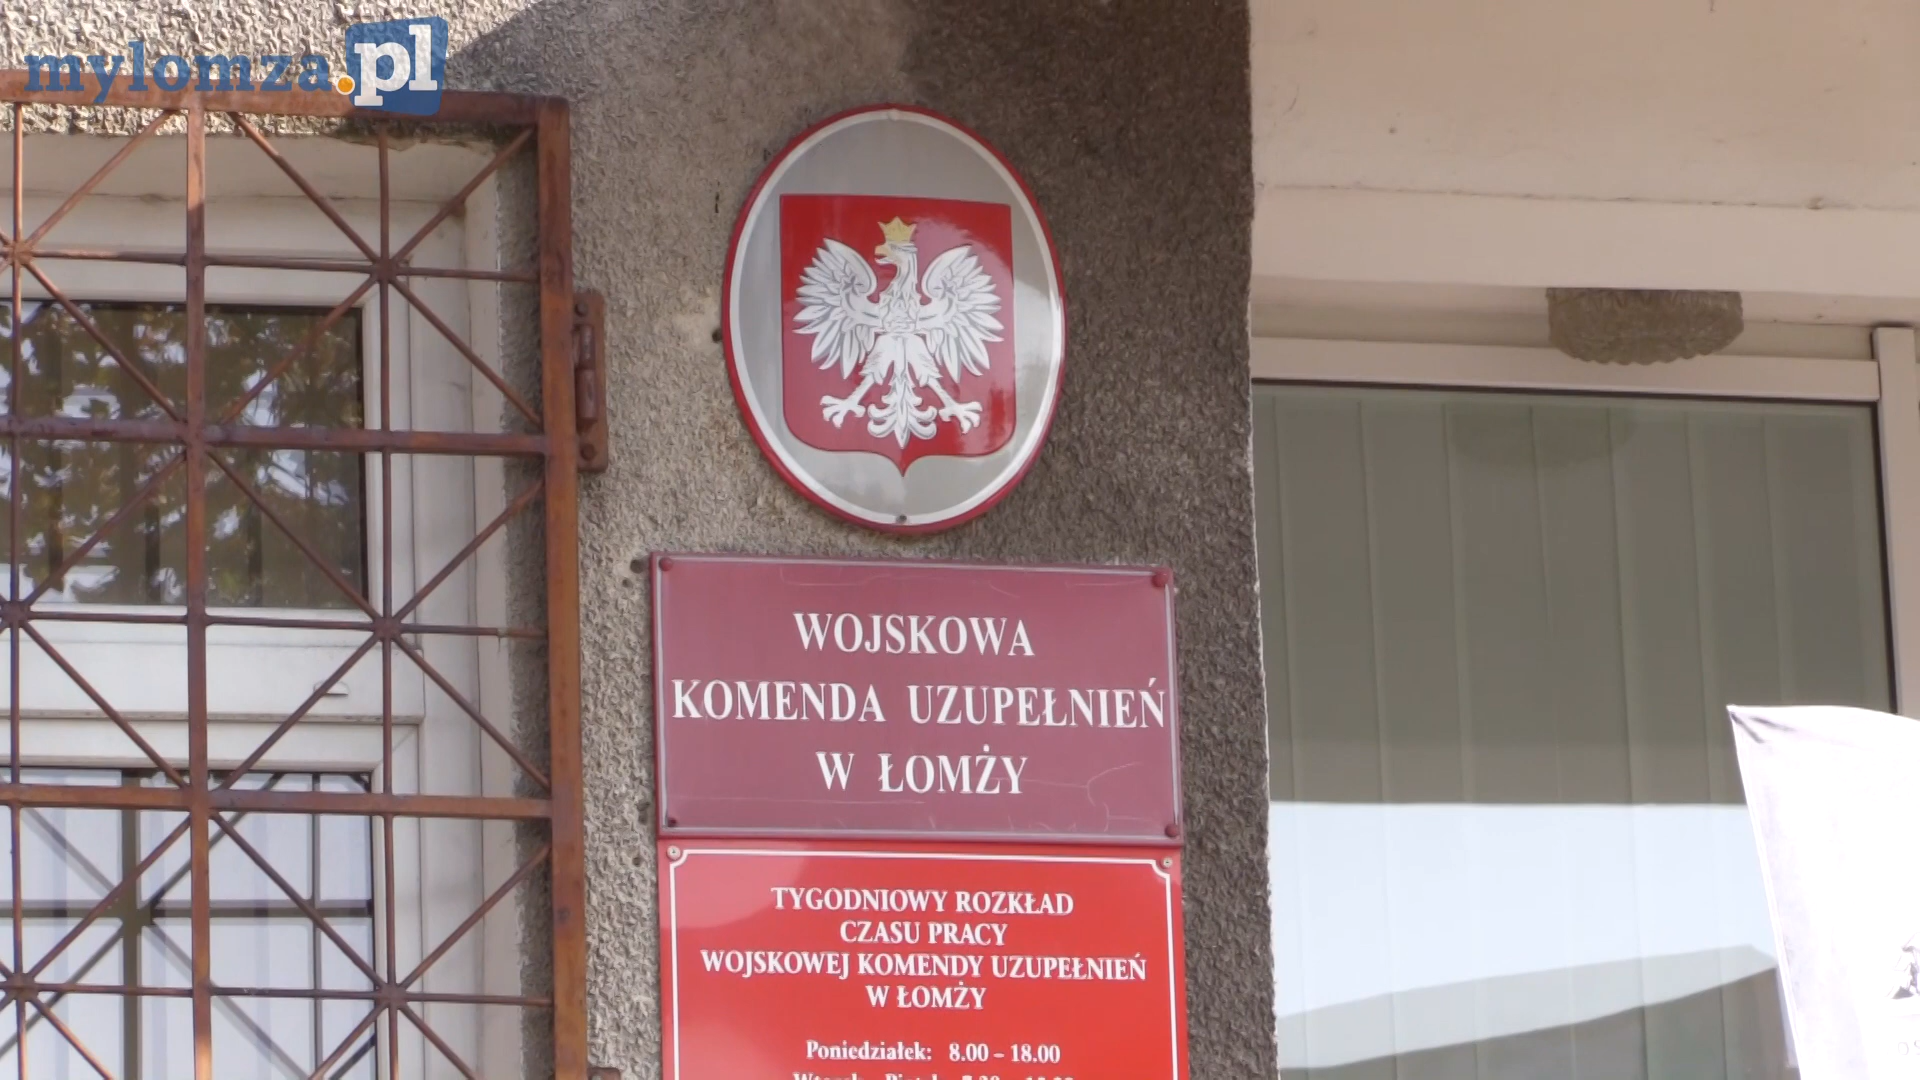 mylomza.pl
WOJSKOWA
KOMENDA UZUPEŁNIEŃ
W ŁOMŻY
TYGODNIOWY ROZKŁAD
CZASU PRACY
WOJSKOWEJ KOMENDY UZUPEŁNIEŃ
W ŁOMŻY
Poniedziałek: 8.00 – 18.00